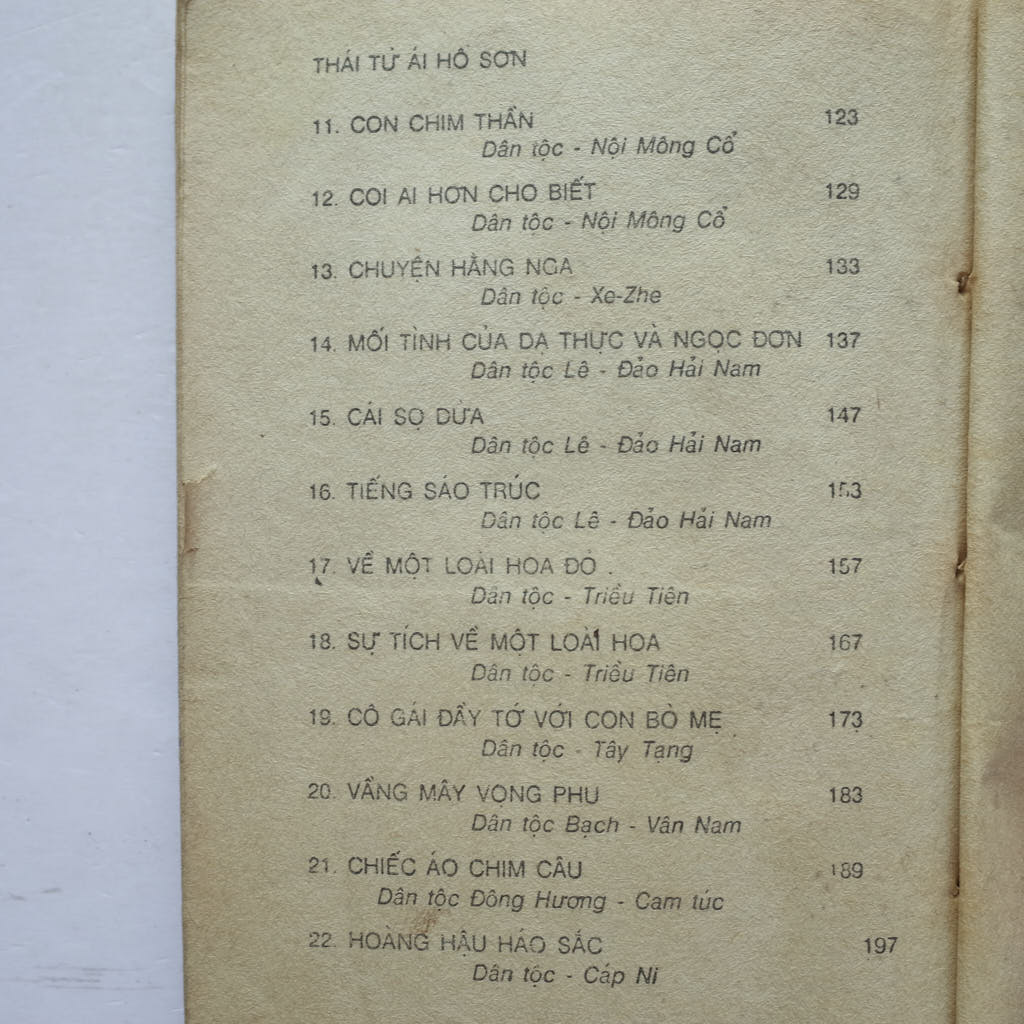 THÁI TỬ ÁI HÔ SƠN
11. CON CHIM THẦN 123
Dân tộc - Nội Mông Cổ
12. COI AI HƠN CHO BIẾT 129
Dân tộc - Nội Mông Cổ
13. CHUYỆN HẰNG NGA 133
Dân tộc - Xe-Zhe
14. MỐI TÌNH CỦA DẠ THỰC VÀ NGỌC ĐƠN 137
Dân tộc Lê - Đảo Hải Nam
15. CÁI SỌ DỪA 147
Dân tộc Lê - Đảo Hải Nam
16. TIẾNG SÁO TRÚC 153
Dân tộc Lê - Đảo Hải Nam
17. VỀ MỘT LOÀI HOA ĐỎ . 157
Dân tộc - Triều Tiên
18. SỰ TÍCH VỀ MỘT LOÀI HOA 167
Dân tộc - Triều Tiên
19. CÔ GÁI ĐẦY TỚ VỚI CON BÒ MẸ 173
Dân tộc - Tây Tạng
20. VẦNG MÂY VỌNG PHU 183
Dân tộc Bạch - Vân Nam
21. CHIẾC ÁO CHIM CÂU 189
Dân tộc Đông Hương - Cam túc
22. HOÀNG HẬU HÁO SẮC 197
Dân tộc - Cáp Ni